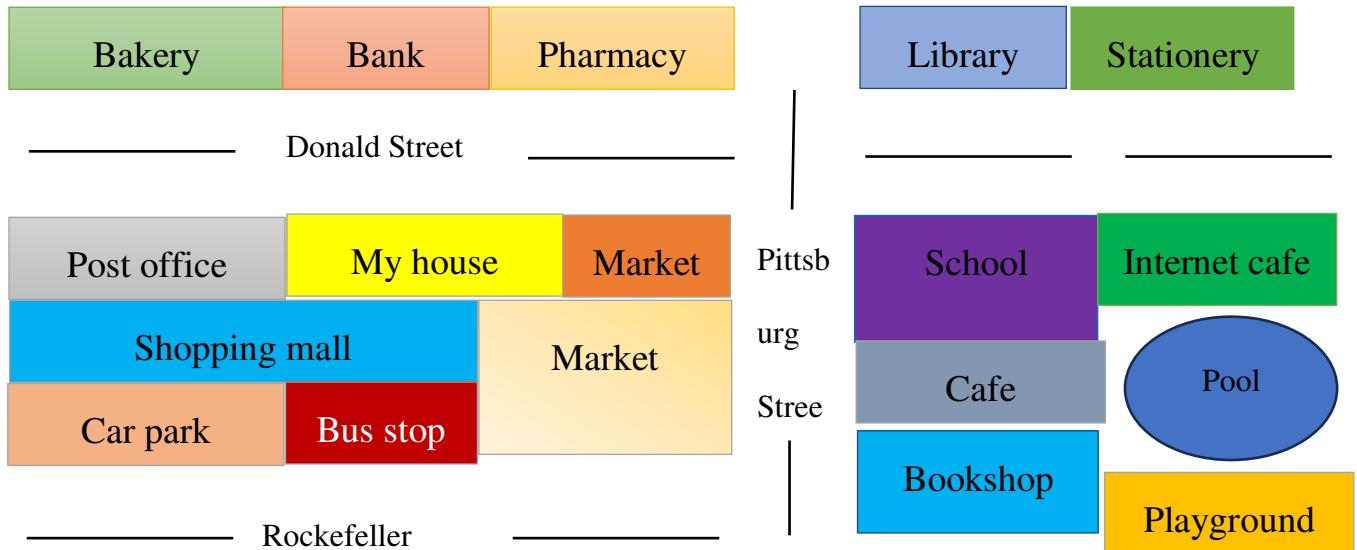 Bakery Bank Pharmacy Library Stationery
Donald Street
Post office My house Market Pittsb School Internet cafe
urg
Shopping mall Market
Stree Cafe Pool
Car park Bus stop
Bookshop
Rockefeller Playground